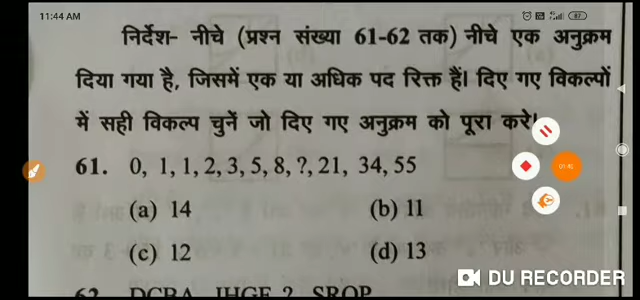 11:44 AM
82
निर्देश- नीचे (प्रश्न संख्या 61-62 तक) नीचे एक अनुक्रम
दिया गया है, जिसमें एक या अधिक पद रिक्त हैं। दिए गए विकल्पों
में सही विकल्प चुनें जो दिए गए अनुक्रम को पूरा करे।
61. 0, 1, 1, 2, 3, 5, 8, ?, 21, 34, 55
(a) 14 (b) 11
(c) 12 (d) 13
62. DCBA, IHGF ? SRQP
DU RECORDER